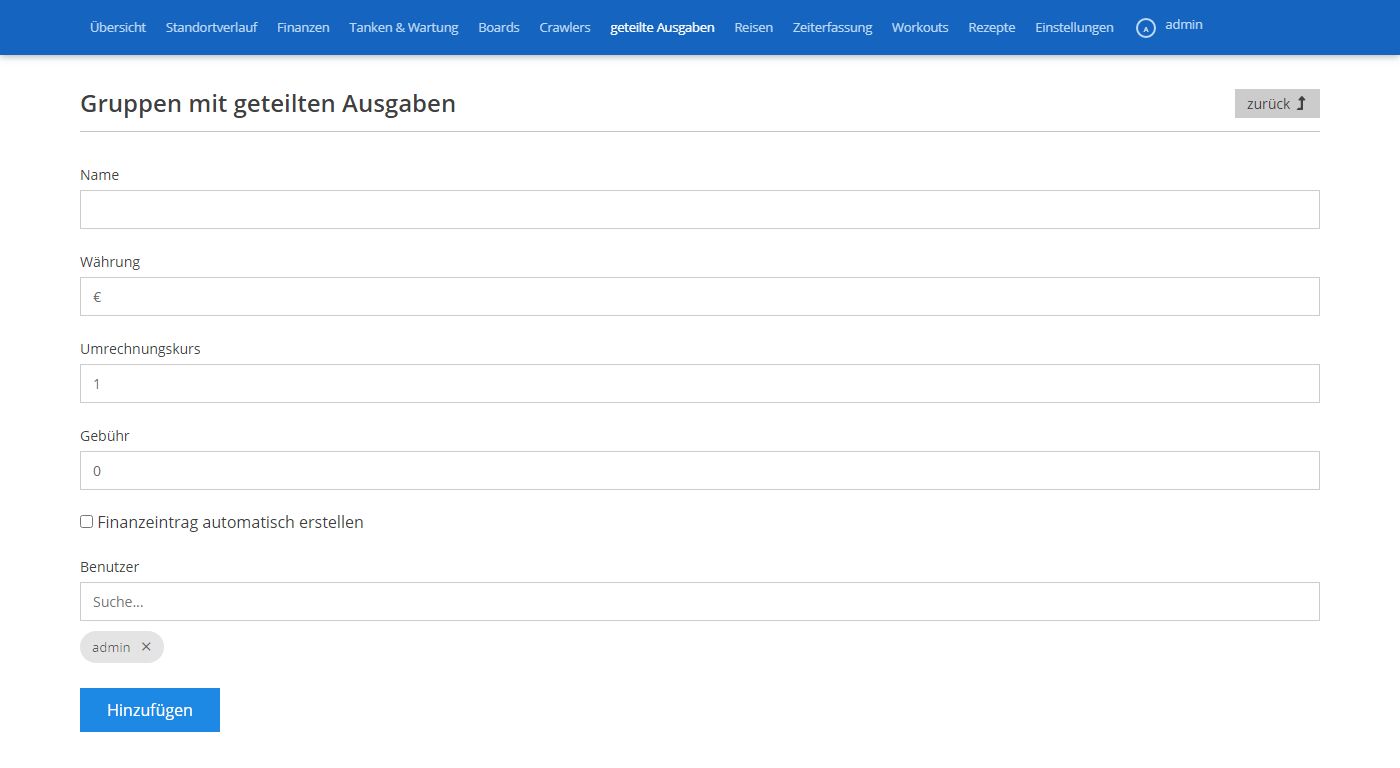 Übersicht Standortverlauf Finanzen Tanken & Wartung Boards Crawlers geteilte Ausgaben Reisen Zeiterfassung Workouts Rezepte Einstellungen A admin
Gruppen mit geteilten Ausgaben zurück
Name
Währung
€
Umrechnungskurs
1
Gebühr
0
Finanzeintrag automatisch erstellen
Benutzer
Suche...
admin ×
Hinzufügen